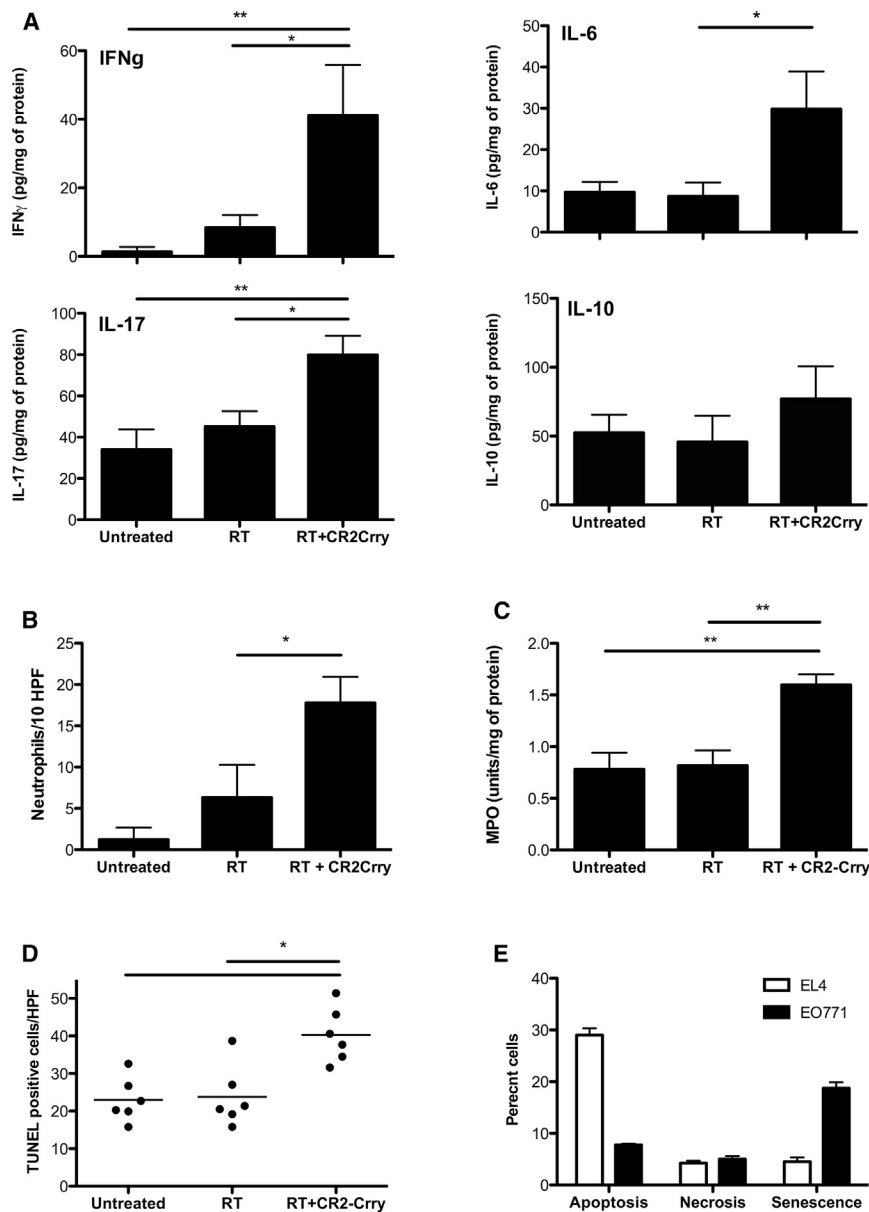 A
**
*
IFNg
IFNγ (pg/mg of protein)
60
40
20
0
*
IL-6
IL-6 (pg/mg of protein)
50
40
30
20
10
0
**
*
IL-17
IL-17 (pg/mg of protein)
100
80
60
40
20
0
Untreated RT RT+CR2Crry
IL-10
IL-10 (pg/mg of protein)
150
100
50
0
Untreated RT RT+CR2Crry
B
*
Neutrophils/10 HPF
25
20
15
10
5
0
Untreated RT RT + CR2Crry
C
**
**
MPO (units/mg of protein)
2.0
1.5
1.0
0.5
0.0
Untreated RT RT + CR2-Crry
D
*
TUNEL positive cells/HPF
50
40
30
20
10
0
Untreated RT RT+CR2-Crry
E
EL4
EO771
Perecnt cells
40
30
20
10
0
Apoptosis Necrosis Senescence